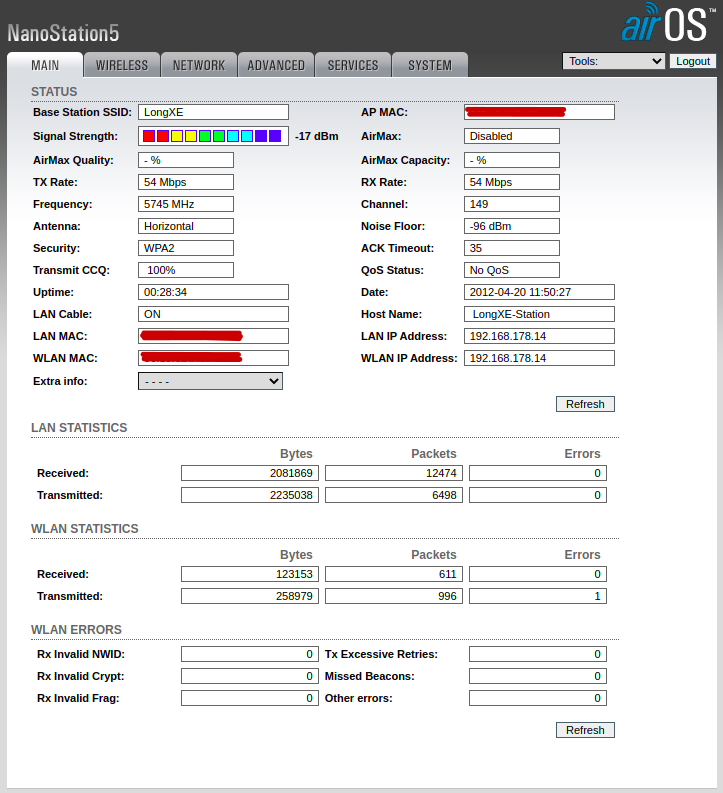 NanoStation5
airOS™
MAIN WIRELESS NETWORK ADVANCED SERVICES SYSTEM Tools: Logout
STATUS
Base Station SSID: LongXE AP MAC:
Signal Strength: -17 dBm AirMax: Disabled
AirMax Quality: - % AirMax Capacity: - %
TX Rate: 54 Mbps RX Rate: 54 Mbps
Frequency: 5745 MHz Channel: 149
Antenna: Horizontal Noise Floor: -96 dBm
Security: WPA2 ACK Timeout: 35
Transmit CCQ: 100% QoS Status: No QoS
Uptime: 00:28:34 Date: 2012-04-20 11:50:27
LAN Cable: ON Host Name: LongXE-Station
LAN MAC: LAN IP Address: 192.168.178.14
WLAN MAC: WLAN IP Address: 192.168.178.14
Extra info: - - - -
Refresh
LAN STATISTICS
Bytes Packets Errors
Received: 2081869 12474 0
Transmitted: 2235038 6498 0
WLAN STATISTICS
Bytes Packets Errors
Received: 123153 611 0
Transmitted: 258979 996 1
WLAN ERRORS
Rx Invalid NWID: 0 Tx Excessive Retries: 0
Rx Invalid Crypt: 0 Missed Beacons: 0
Rx Invalid Frag: 0 Other errors: 0
Refresh